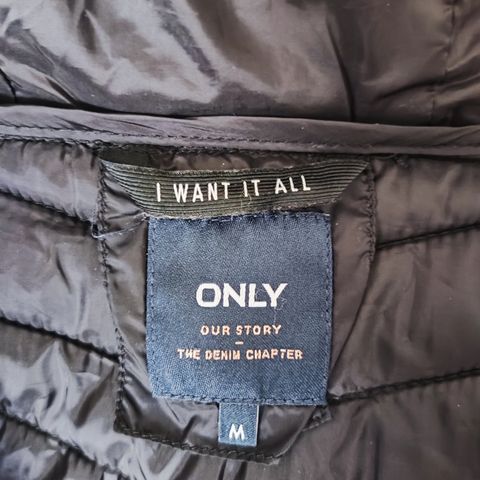 I WANT IT ALL
ONLY
OUR STORY
–
THE DENIM CHAPTER
M